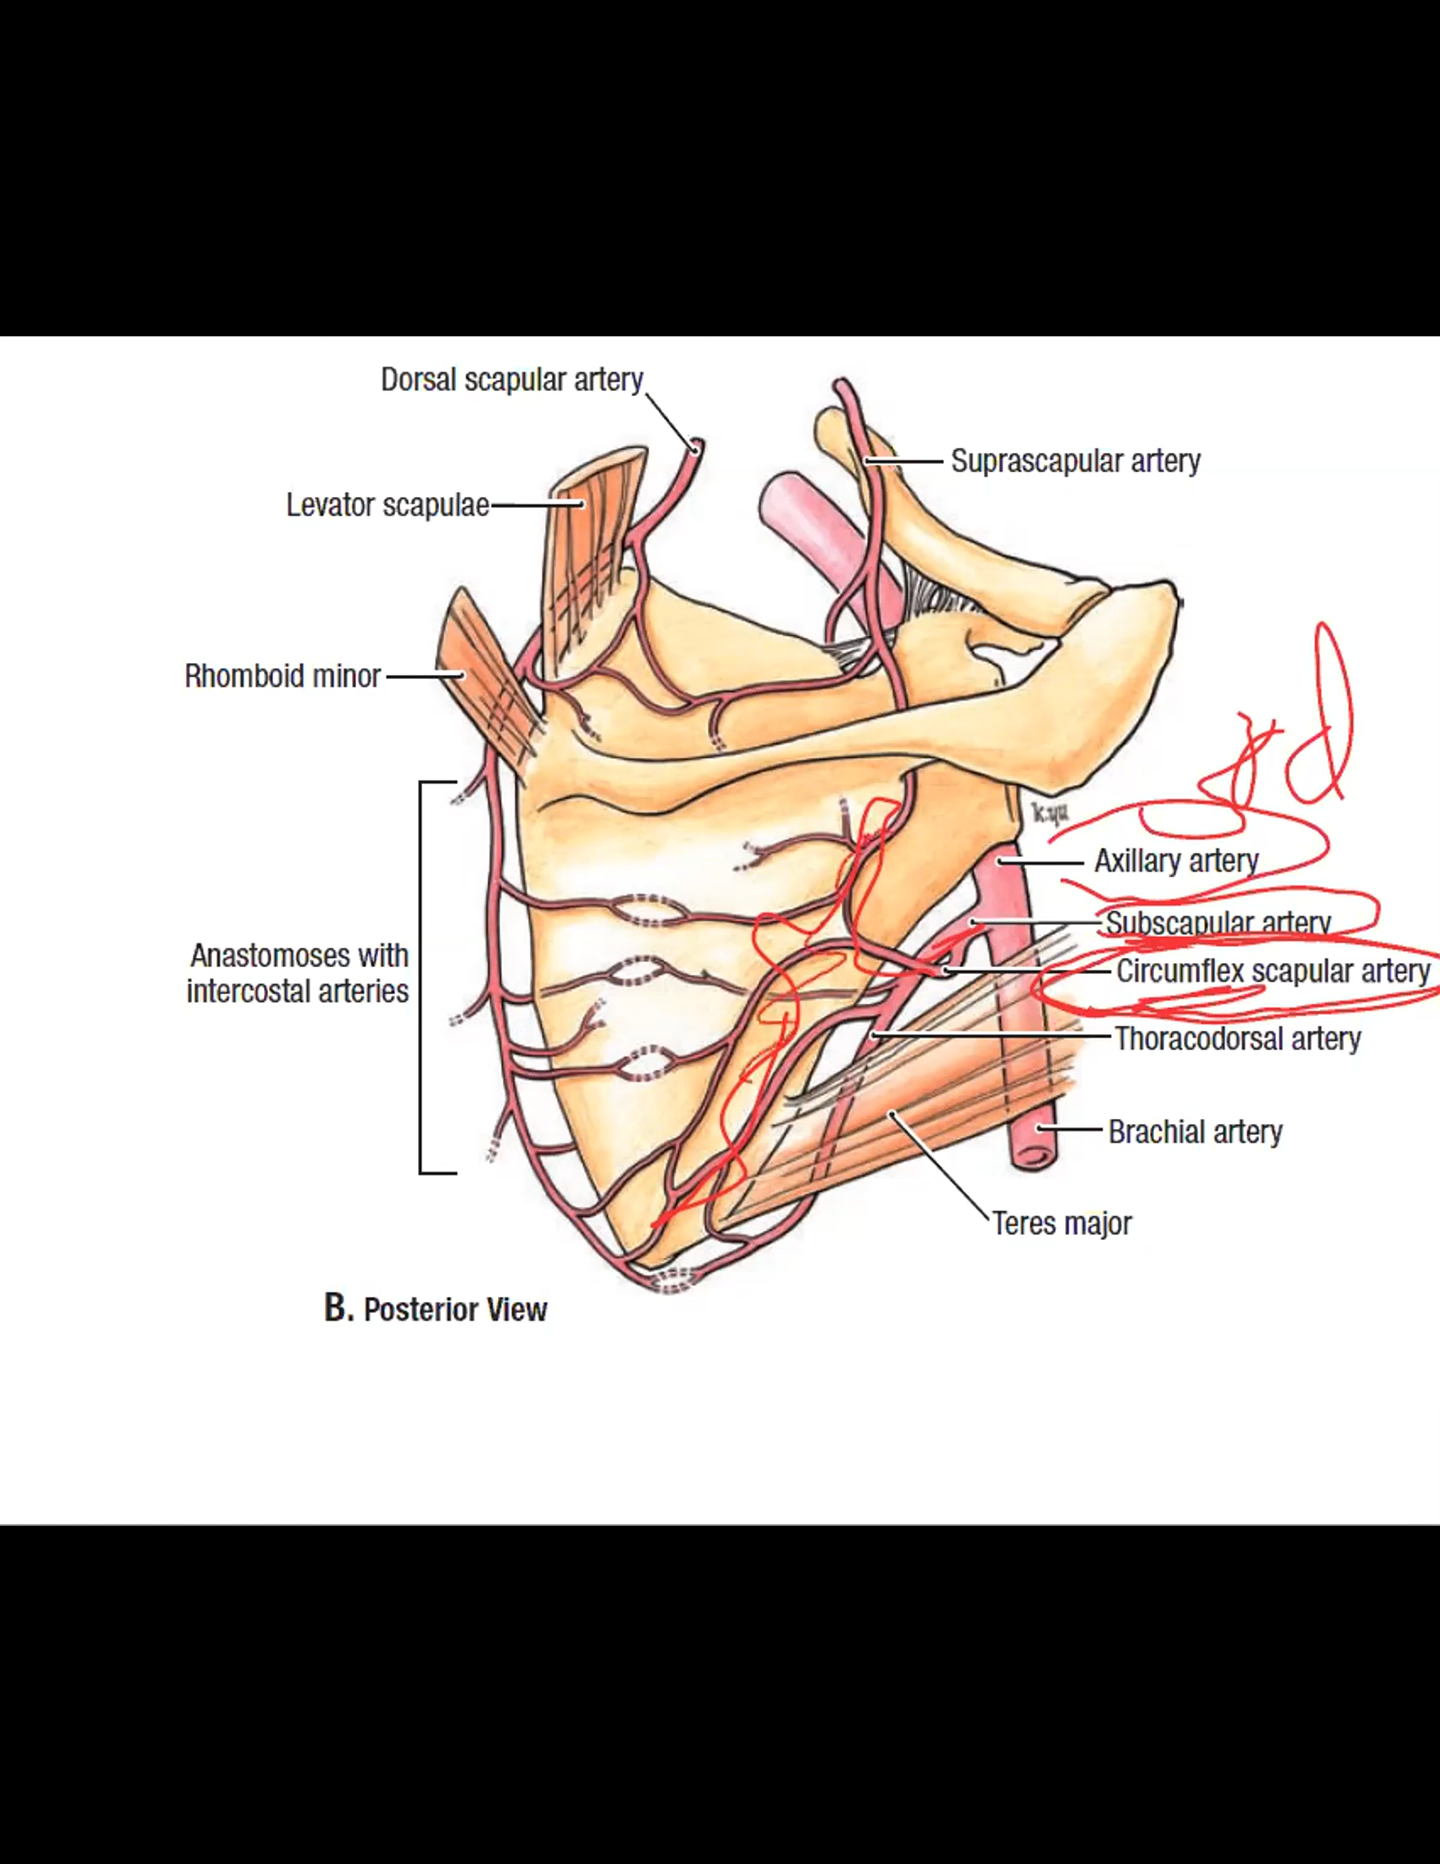 Dorsal scapular artery
Suprascapular artery
Levator scapulae
Rhomboid minor
k.yu
Axillary artery
Subscapular artery
Anastomoses with
intercostal arteries
Circumflex scapular artery
Thoracodorsal artery
Brachial artery
Teres major
B. Posterior View